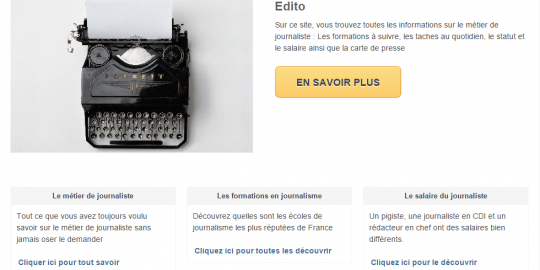 Edito
Sur ce site, vous trouvez toutes les informations sur le métier de
journaliste : Les formations à suivre, les taches au quotidien, le statut et
le salaire ainsi que la carte de presse
EN SAVOIR PLUS
Le métier de journaliste
Tout ce que vous avez toujours voulu
savoir sur le métier de journaliste sans
jamais oser le demander
Cliquer ici pour tout savoir
Les formations en journalisme
Découvrez quelles sont les écoles de
journalisme les plus réputées de France
Cliquez ici pour toutes les découvrir
Le salaire du journaliste
Un pigiste, une journaliste en CDI et un
rédacteur en chef ont des salaires bien
différents.
Cliquez ici pour le découvrir